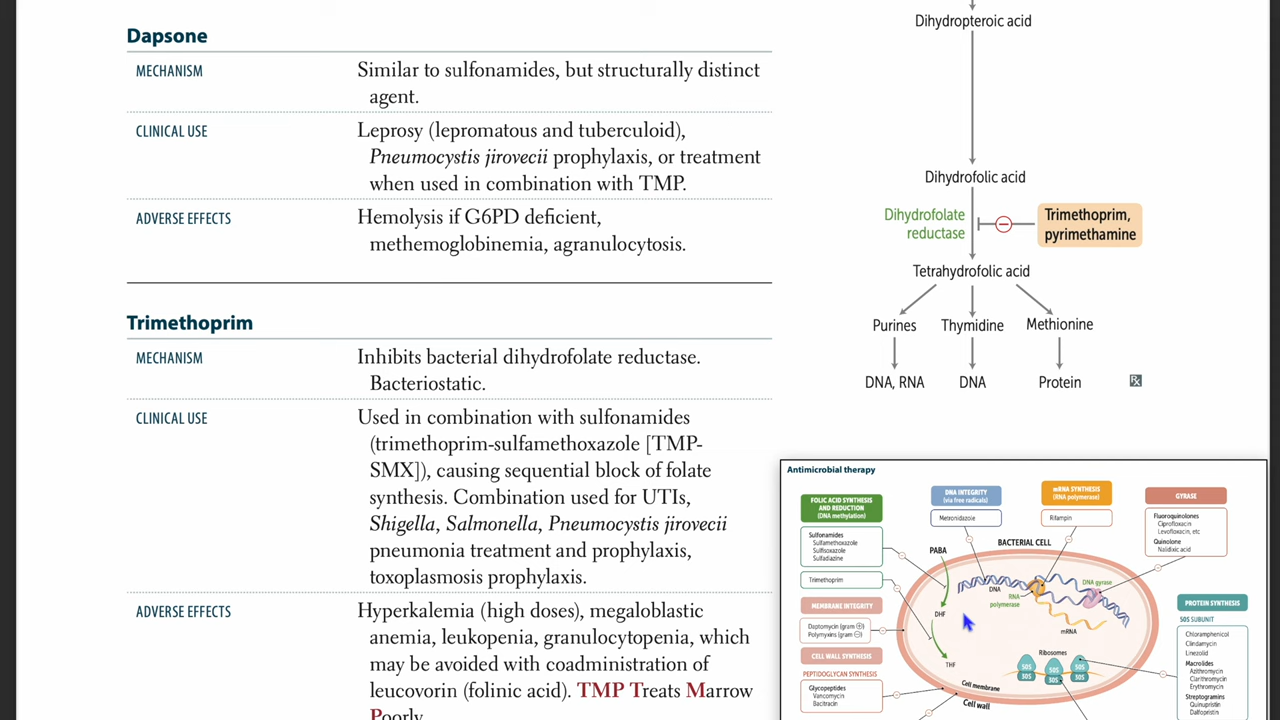 Dapsone
MECHANISM
Similar to sulfonamides, but structurally distinct
agent.
CLINICAL USE
Leprosy (lepromatous and tuberculoid),
Pneumocystis jirovecii prophylaxis, or treatment
when used in combination with TMP.
ADVERSE EFFECTS
Hemolysis if G6PD deficient,
methemoglobinemia, agranulocytosis.
Trimethoprim
MECHANISM
Inhibits bacterial dihydrofolate reductase.
Bacteriostatic.
CLINICAL USE
Used in combination with sulfonamides
(trimethoprim-sulfamethoxazole [TMP-
SMX]), causing sequential block of folate
synthesis. Combination used for UTIs,
Shigella, Salmonella, Pneumocystis jirovecii
pneumonia treatment and prophylaxis,
toxoplasmosis prophylaxis.
ADVERSE EFFECTS
Hyperkalemia (high doses), megaloblastic
anemia, leukopenia, granulocytopenia, which
may be avoided with coadministration of
leucovorin (folinic acid). TMP Treats Marrow
Poorly
Dihydropteroic acid
Dihydrofolic acid
Dihydrofolate
reductase
Trimethoprim,
pyrimethamine
Tetrahydrofolic acid
Purines Thymidine Methionine
DNA, RNA DNA Protein
Rx
Antimicrobial therapy
FOLIC ACID SYNTHESIS
AND REDUCTION
(DNA methylation)
Sulfonamides
Sulfamethoxazole
Sulfisoxazole
Sulfadiazine
Trimethoprim
MEMBRANE INTEGRITY
Daptomycin (gram ⊕)
Polymyxins (gram ⊖)
CELL WALL SYNTHESIS
PEPTIDOGLYCAN SYNTHESIS
Glycopeptides
Vancomycin
Bacitracin
DNA INTEGRITY
(via free radicals)
Metronidazole
mRNA SYNTHESIS
(RNA polymerase)
Rifampin
GYRASE
Fluoroquinolones
Ciprofloxacin
Levofloxacin, etc
Quinolone
Nalidixic acid
BACTERIAL CELL
PABA
DHF
THF
DNA
RNA
polymerase
DNA gyrase
mRNA
Ribosomes
50S 50S 50S
30S 30S 30S
Cell membrane
Cell wall
PROTEIN SYNTHESIS
50S SUBUNIT
Chloramphenicol
Clindamycin
Linezolid
Macrolides
Azithromycin
Clarithromycin
Erythromycin
Streptogramins
Quinupristin
Dalfopristin